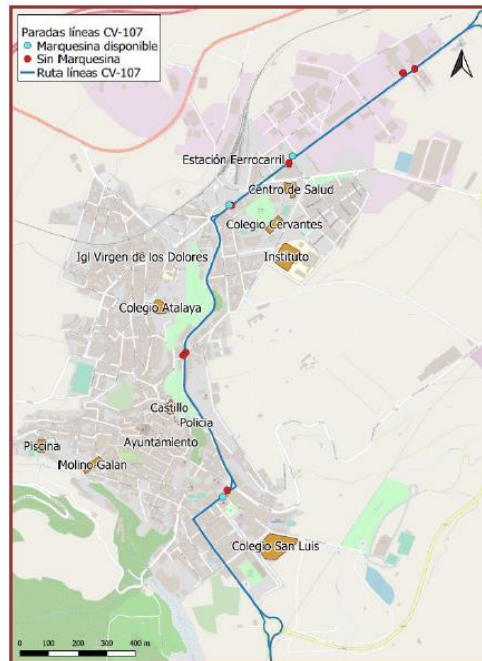 Paradas líneas CV-107
Marquesina disponible
Sin Marquesina
Ruta líneas CV-107
Estación Ferrocarril
Centro de Salud
Colegio Cervantes
Igl Virgen de los Dolores
Instituto
Colegio Atalaya
Castillo
Policia
Ayuntamiento
Piscina
Molino Galan
Colegio San Luis
0 100 200 300 400 m